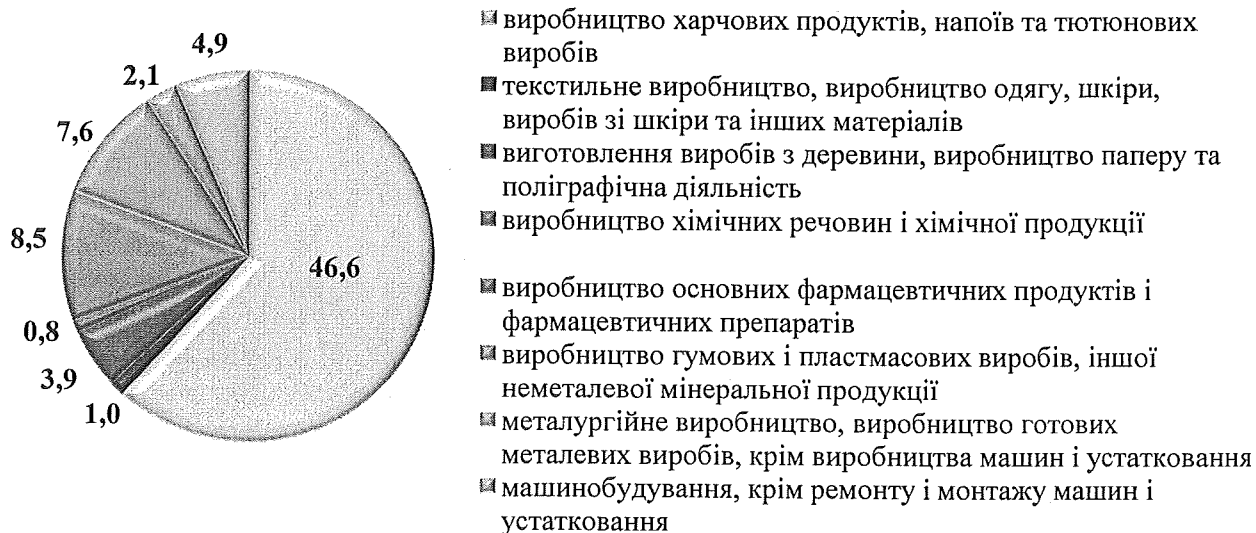 4,9
2,1
7,6
8,5
46,6
0,8
3,9
1,0
виробництво харчових продуктів, напоїв та тютюнових
виробів
текстильне виробництво, виробництво одягу, шкіри,
виробів зі шкіри та інших матеріалів
виготовлення виробів з деревини, виробництво паперу та
поліграфічна діяльність
виробництво хімічних речовин і хімічної продукції
виробництво основних фармацевтичних продуктів і
фармацевтичних препаратів
виробництво гумових і пластмасових виробів, іншої
неметалевої мінеральної продукції
металургійне виробництво, виробництво готових
металевих виробів, крім виробництва машин і устатковання
машинобудування, крім ремонту і монтажу машин і
устатковання